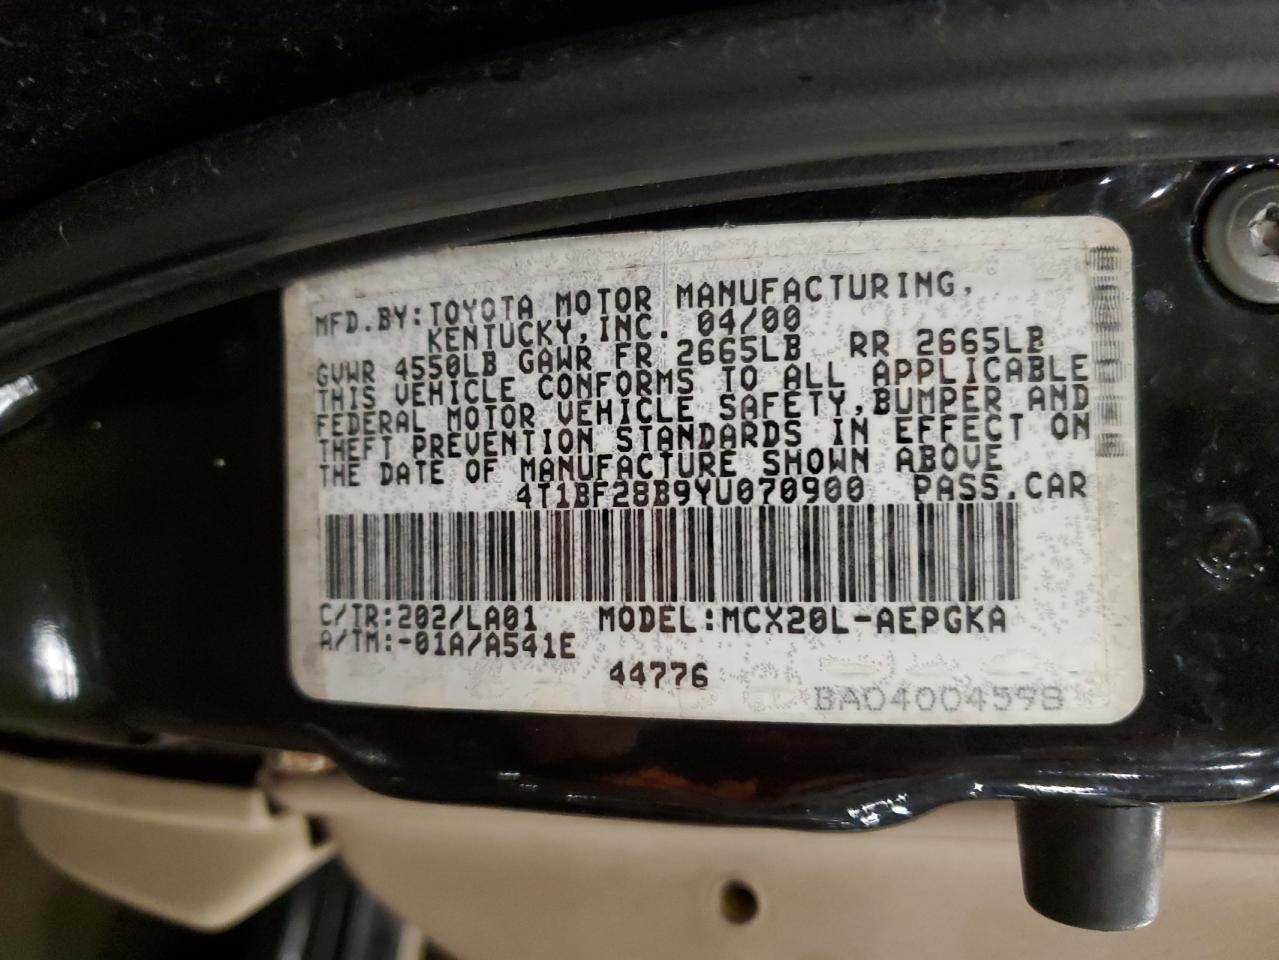 MFD.BY:TOYOTA MOTOR MANUFACTURING,
KENTUCKY,INC. 04/00
GVWR 4550LB GAWR FR 2665LB RR 2665LB
THIS VEHICLE CONFORMS TO ALL APPLICABLE
FEDERAL MOTOR VEHICLE SAFETY,BUMPER AND
THEFT PREVENTION STANDARDS IN EFFECT ON
THE DATE OF MANUFACTURE SHOWN ABOVE
4T1BF28B9YU070900 PASS.CAR
C/TR:202/LA01 MODEL:MCX20L-AEPGKA
A/TM:-01A/A541E
44776
BA04004598